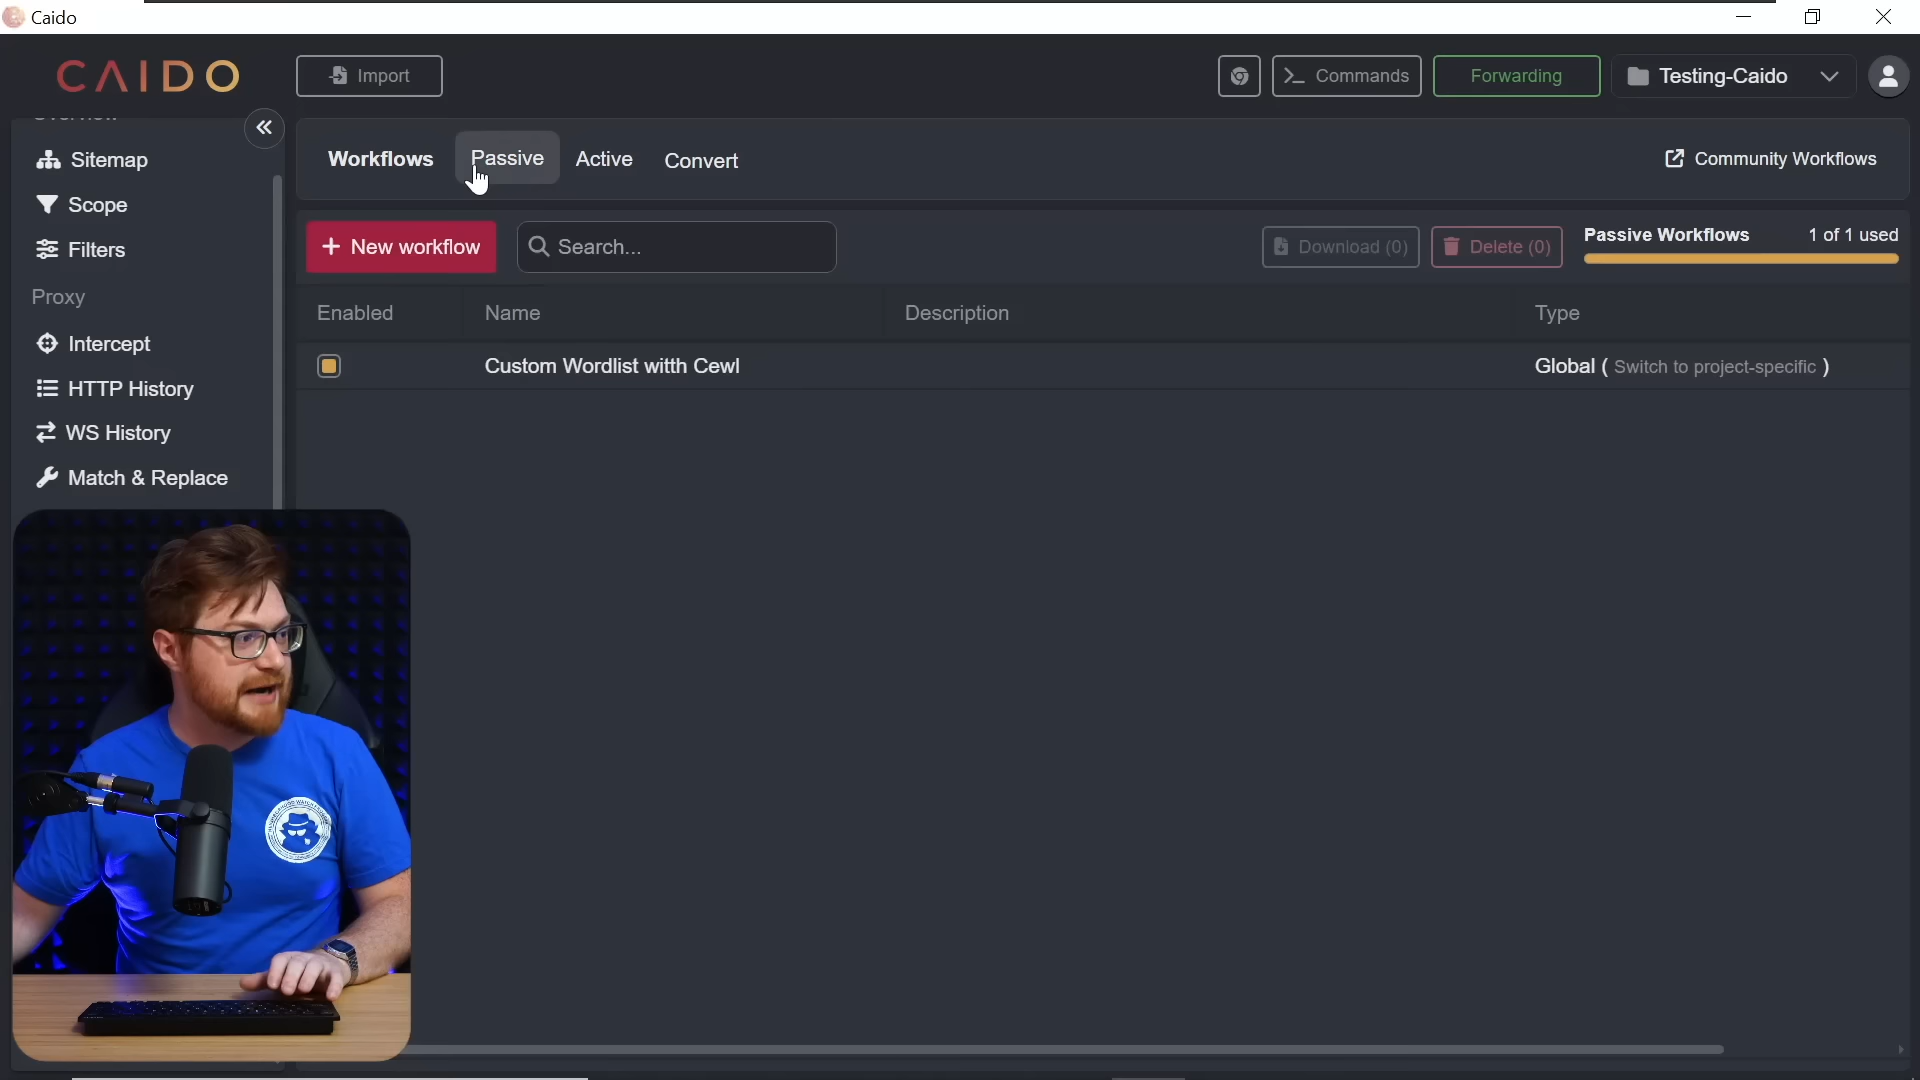 Caido
CAIDO
Import
Commands
Forwarding
Testing-Caido
Sitemap
Scope
Filters
Proxy
Intercept
HTTP History
WS History
Match & Replace
Workflows
Passive
Active
Convert
Community Workflows
New workflow
Search...
Download (0)
Delete (0)
Passive Workflows
1 of 1 used
Enabled
Name
Description
Type
Custom Wordlist witth Cewl
Global ( Switch to project-specific )